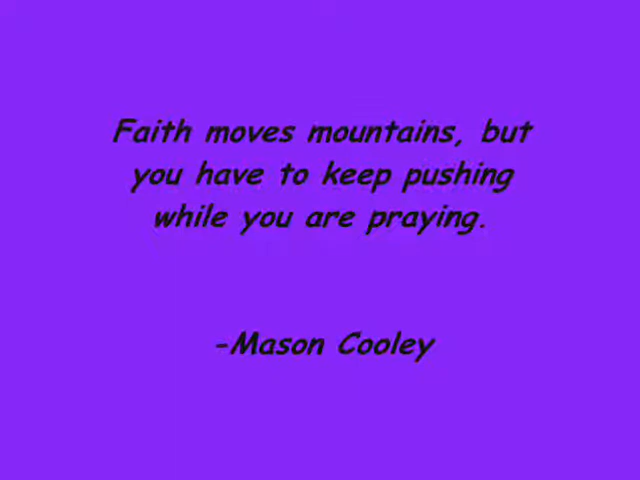 Faith moves mountains, but
you have to keep pushing
while you are praying.
-Mason Cooley